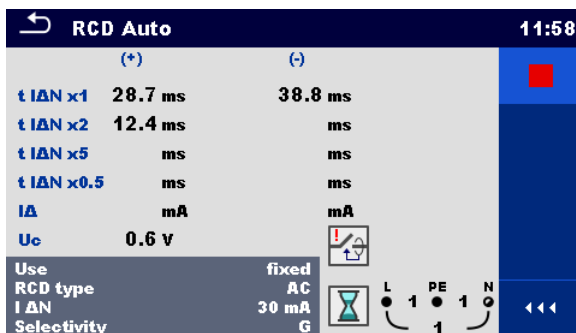 RCD Auto 11:58
(+) (-)
t IΔN x1 28.7 ms 38.8 ms
t IΔN x2 12.4 ms ms
t IΔN x5 ms ms
t IΔN x0.5 ms ms
IΔ mA mA
Uc 0.6 V
Use fixed
RCD type AC
I ΔN 30 mA
Selectivity G
L PE N
1 1
1